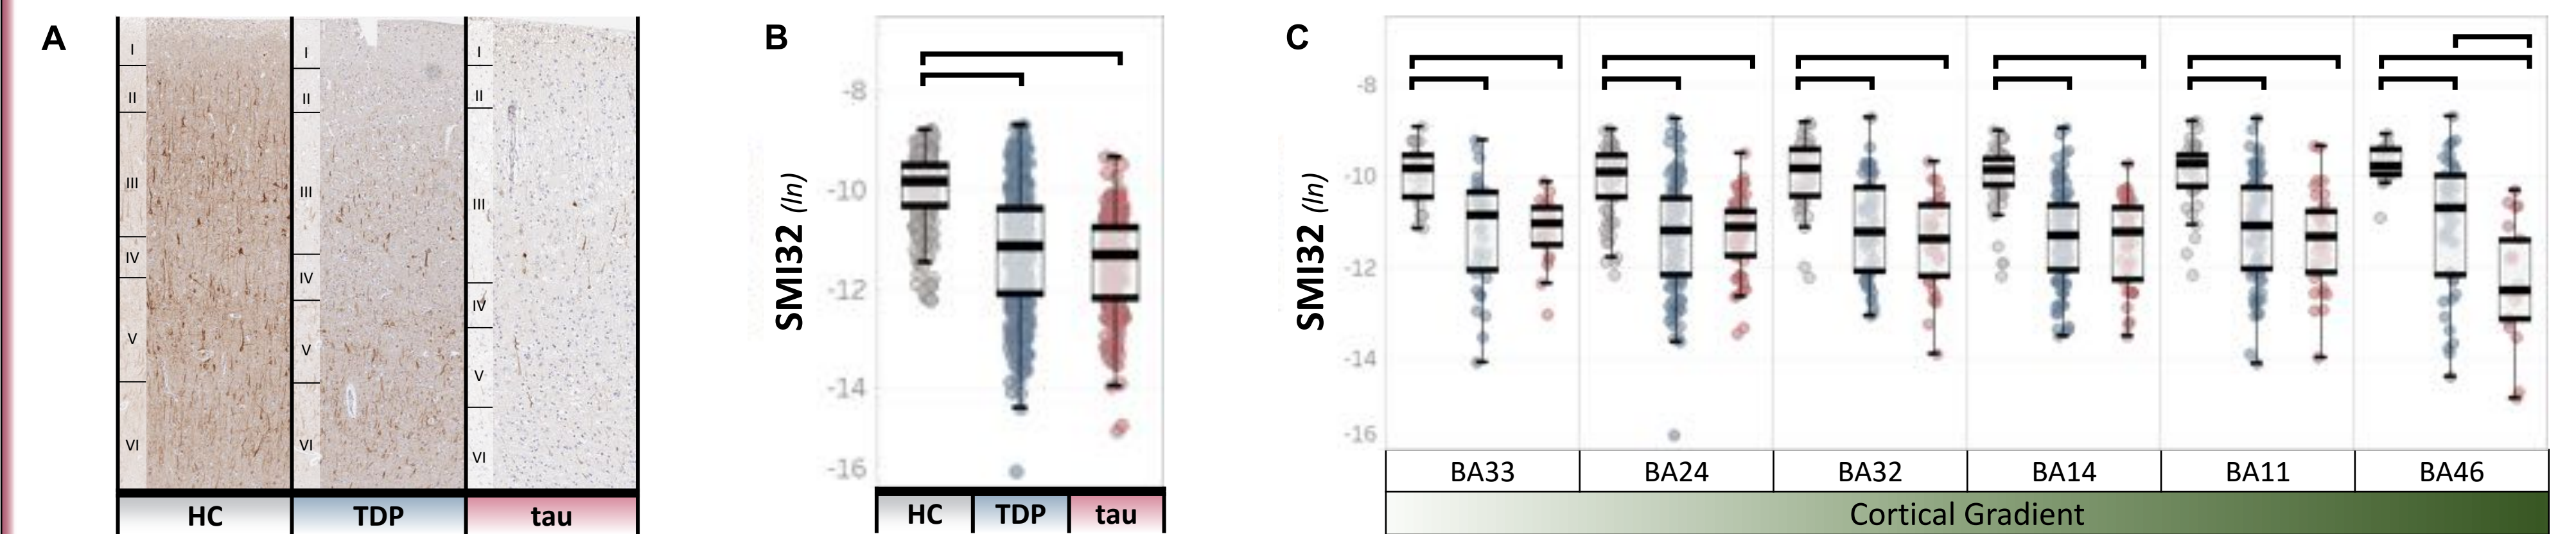 A
I
II
III
IV
V
VI
I
II
III
IV
V
VI
I
II
III
IV
V
VI
HC
TDP
tau
B
SMI32 (ln)
-8
-10
-12
-14
-16
HC
TDP
tau
C
SMI32 (ln)
-8
-10
-12
-14
-16
BA33
BA24
BA32
BA14
BA11
BA46
Cortical Gradient